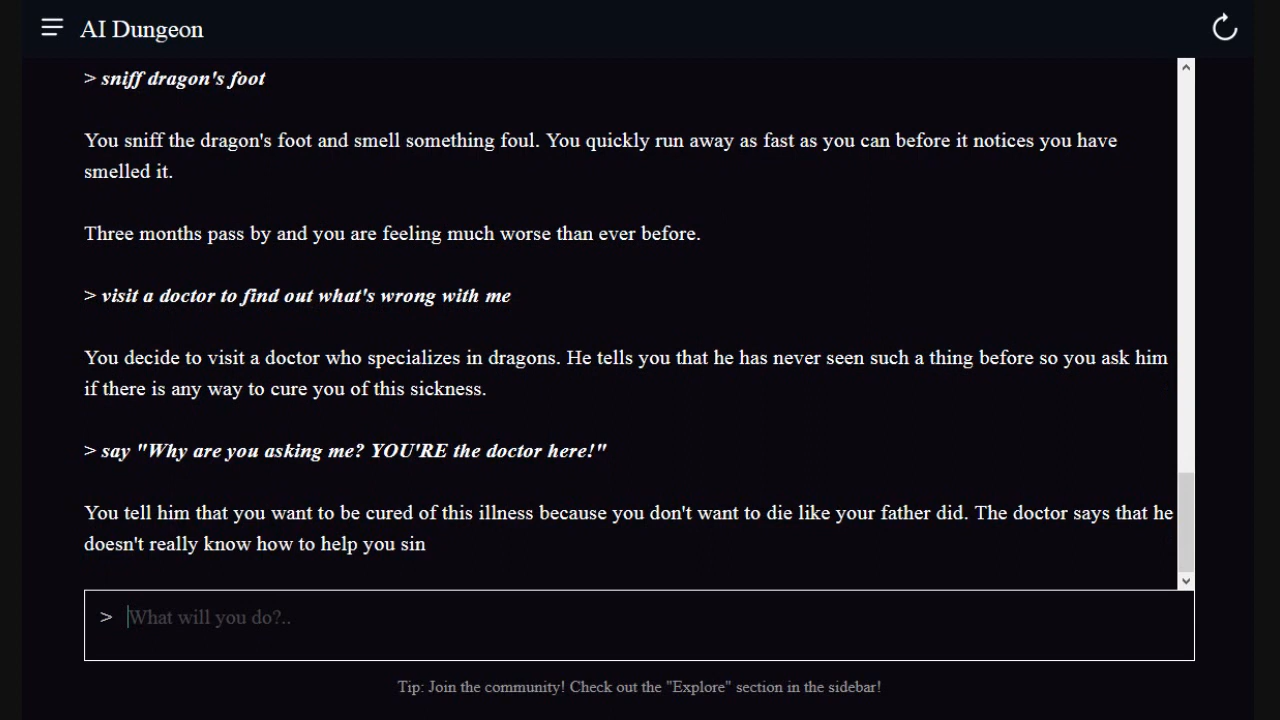 AI Dungeon
> sniff dragon's foot
You sniff the dragon's foot and smell something foul. You quickly run away as fast as you can before it notices you have
smelled it.
Three months pass by and you are feeling much worse than ever before.
> visit a doctor to find out what's wrong with me
You decide to visit a doctor who specializes in dragons. He tells you that he has never seen such a thing before so you ask him
if there is any way to cure you of this sickness.
> say "Why are you asking me? YOU'RE the doctor here!"
You tell him that you want to be cured of this illness because you don't want to die like your father did. The doctor says that he
doesn't really know how to help you sin
> What will you do?..
Tip: Join the community! Check out the "Explore" section in the sidebar!